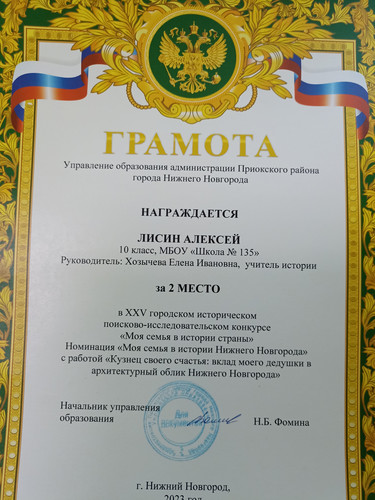 ГРАМОТА
Управление образования администрации Приокского района
города Нижнего Новгорода
НАГРАЖДАЕТСЯ
ЛИСИН АЛЕКСЕЙ
10 класс, МБОУ «Школа № 135»
Руководитель: Хозычева Елена Ивановна, учитель истории
за 2 МЕСТО
в XXV городском историческом
поисково-исследовательском конкурсе
«Моя семья в истории страны»
Номинация «Моя семья в истории Нижнего Новгорода»
с работой «Кузнец своего счастья: вклад моего дедушки в
архитектурный облик Нижнего Новгорода»
Начальник управления
образования Н.Б. Фомина
г. Нижний Новгород,
2023 год